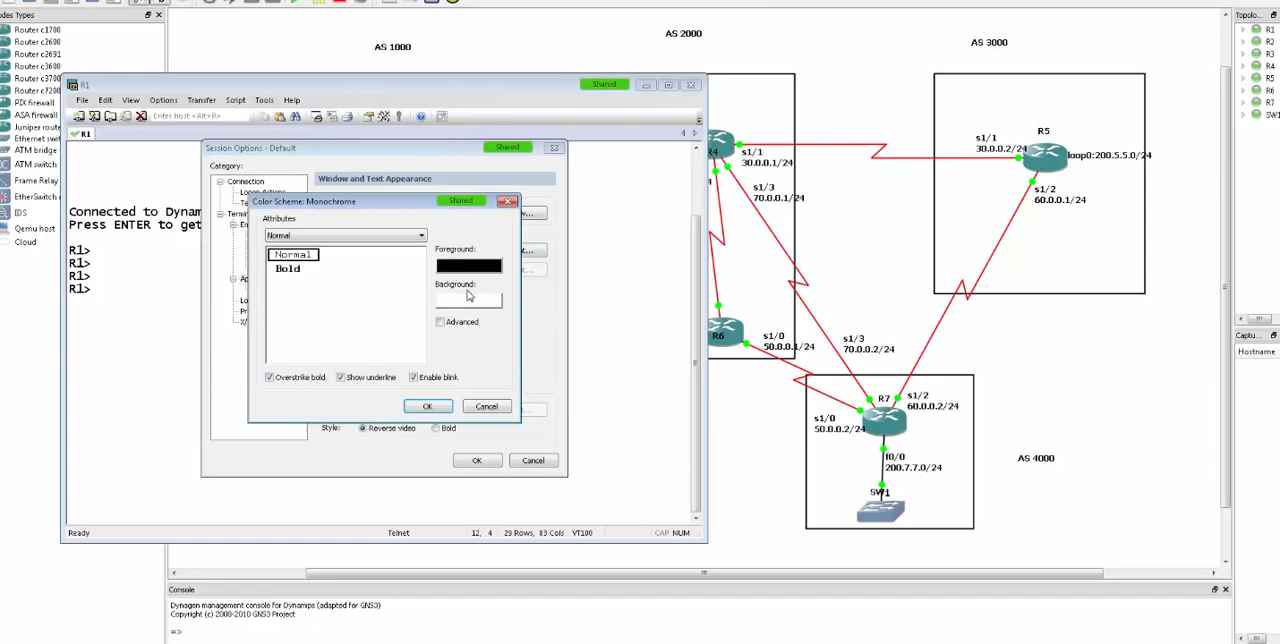 odes Types
Router c1700
Router c2600
Router c2691
Router c3600
Router c3700
Router c7200
PIX firewall
ASA firewall
Juniper route
Ethernet swit
ATM bridge
ATM switch
Frame Relay
EtherSwitch
IDS
Qemu host
Cloud
AS 1000
AS 2000
AS 3000
R1
Shared
File Edit View Options Transfer Script Tools Help
Enter host <Alt+R>
R1
Connected to Dynam
Press ENTER to get
R1>
R1>
R1>
R1>
Session Options - Default
Shared
Category:
Connection
Window and Text Appearance
Color Scheme: Monochrome
Shared
Attributes
Normal
Normal
Bold
Foreground:
Background:
Advanced
Overstrike bold
Show underline
Enable blink
OK
Cancel
Style:
Reverse video
Bold
OK
Cancel
Ready
Telnet
12, 4
29 Rows, 83 Cols
VT100
CAP NUM
R4
s1/1
30.0.0.1/24
s1/3
70.0.0.1/24
s1/1
30.0.0.2/24
R5
loop0:200.5.5.0/24
s1/2
60.0.0.1/24
R6
s1/0
50.0.0.1/24
s1/3
70.0.0.2/24
R7
s1/2
60.0.0.2/24
s1/0
50.0.0.2/24
f0/0
200.7.7.0/24
SW1
AS 4000
Topolo...
R1
R2
R3
R4
R5
R6
R7
SW1
Captu...
Hostname
Console
Dynagen management console for Dynamips (adapted for GNS3)
Copyright (c) 2008-2010 GNS3 Project
=>